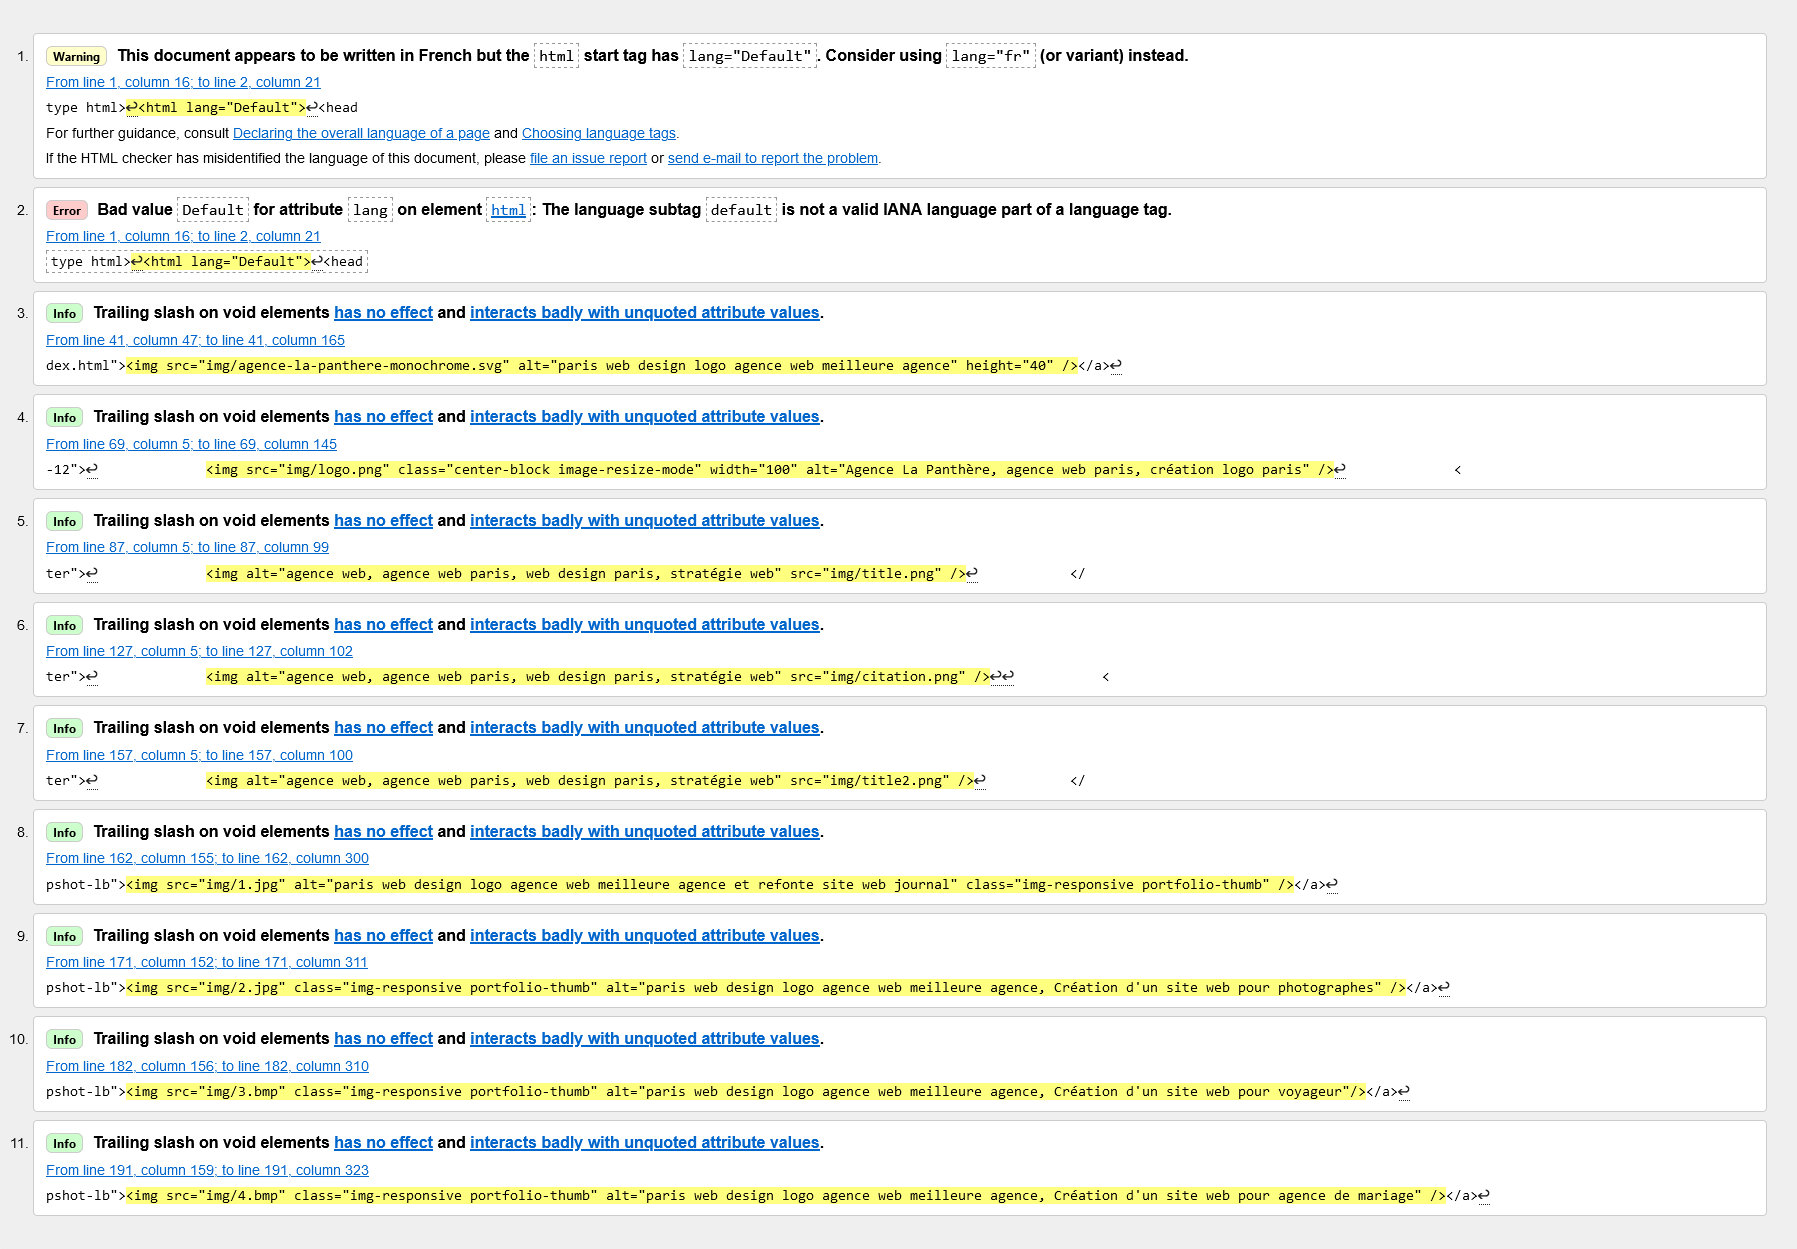 1. Warning This document appears to be written in French but the html start tag has lang="Default". Consider using lang="fr" (or variant) instead.
From line 1, column 16; to line 2, column 21
type html>↩<html lang="Default">↩<head
For further guidance, consult Declaring the overall language of a page and Choosing language tags.
If the HTML checker has misidentified the language of this document, please file an issue report or send e-mail to report the problem.
2. Error Bad value Default for attribute lang on element html: The language subtag default is not a valid IANA language part of a language tag.
From line 1, column 16; to line 2, column 21
type html>↩<html lang="Default">↩<head
3. Info Trailing slash on void elements has no effect and interacts badly with unquoted attribute values.
From line 41, column 47; to line 41, column 165
dex.html"><img src="img/agence-la-panthere-monochrome.svg" alt="paris web design logo agence web meilleure agence" height="40" /></a>↩
4. Info Trailing slash on void elements has no effect and interacts badly with unquoted attribute values.
From line 69, column 5; to line 69, column 145
-12">↩ <img src="img/logo.png" class="center-block image-resize-mode" width="100" alt="Agence La Panthère, agence web paris, création logo paris" />↩ <
5. Info Trailing slash on void elements has no effect and interacts badly with unquoted attribute values.
From line 87, column 5; to line 87, column 99
ter">↩ <img alt="agence web, agence web paris, web design paris, stratégie web" src="img/title.png" />↩ </
6. Info Trailing slash on void elements has no effect and interacts badly with unquoted attribute values.
From line 127, column 5; to line 127, column 102
ter">↩ <img alt="agence web, agence web paris, web design paris, stratégie web" src="img/citation.png" />↩↩ <
7. Info Trailing slash on void elements has no effect and interacts badly with unquoted attribute values.
From line 157, column 5; to line 157, column 100
ter">↩ <img alt="agence web, agence web paris, web design paris, stratégie web" src="img/title2.png" />↩ </
8. Info Trailing slash on void elements has no effect and interacts badly with unquoted attribute values.
From line 162, column 155; to line 162, column 300
pshot-lb"><img src="img/1.jpg" alt="paris web design logo agence web meilleure agence et refonte site web journal" class="img-responsive portfolio-thumb" /></a>↩
9. Info Trailing slash on void elements has no effect and interacts badly with unquoted attribute values.
From line 171, column 152; to line 171, column 311
pshot-lb"><img src="img/2.jpg" class="img-responsive portfolio-thumb" alt="paris web design logo agence web meilleure agence, Création d'un site web pour photographes" /></a>↩
10. Info Trailing slash on void elements has no effect and interacts badly with unquoted attribute values.
From line 182, column 156; to line 182, column 310
pshot-lb"><img src="img/3.bmp" class="img-responsive portfolio-thumb" alt="paris web design logo agence web meilleure agence, Création d'un site web pour voyageur"/></a>↩
11. Info Trailing slash on void elements has no effect and interacts badly with unquoted attribute values.
From line 191, column 159; to line 191, column 323
pshot-lb"><img src="img/4.bmp" class="img-responsive portfolio-thumb" alt="paris web design logo agence web meilleure agence, Création d'un site web pour agence de mariage" /></a>↩